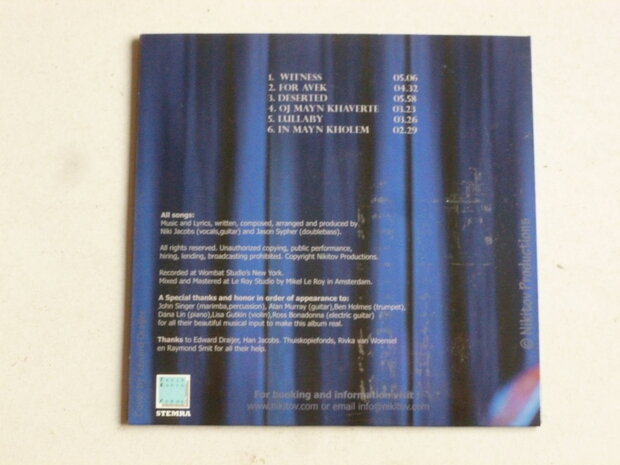 1. WITNESS 05.06
2. FOR AVEK 04.32
3. DESERTED 05.58
4. OJ MAYN KHAVERTE 03.23
5. LULLABY 03.26
6. IN MAYN KHOLEM 02.29
All songs:
Music and Lyrics, written, composed, arranged and produced by
Niki Jacobs (vocals,guitar) and Jason Sypher (doublebass).
All rights reserved. Unauthorized copying, public performance,
hiring, lending, broadcasting prohibited. Copyright Nikitov Productions.
Recorded at Wombat Studio's New York.
Mixed and Mastered at Le Roy Studio by Mikel Le Roy in Amsterdam.
A Special thanks and honor in order of appearance to:
John Singer (marimba,percussion), Alan Murray (guitar),Ben Holmes (trumpet),
Dana Lin (piano),Lisa Gutkin (violin),Ross Bonadonna (electric guitar)
for all their beautiful musical input to make this album real.
Thanks to Edward Draijer, Han Jacobs. Thuiskopiefonds, Rivka van Woensel
en Raymond Smit for all their help.
STEMRA
For booking and information visit
www.nikitov.com or email info@nikitov.com
© Nikitov Productions